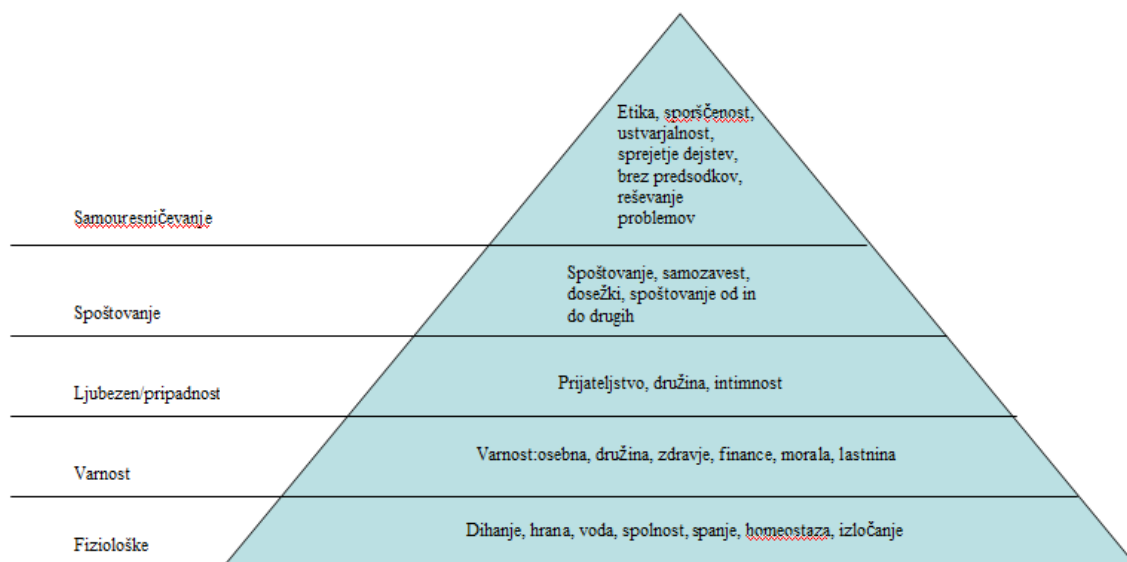 Etika, sporščenost,
ustvarjalnost,
sprejetje dejstev,
brez predsodkov,
reševanje
problemov
Samouresničevanje
Spoštovanje, samozavest,
dosežki, spoštovanje od in
do drugih
Spoštovanje
Prijateljstvo, družina, intimnost
Ljubezen/pripadnost
Varnost:osebna, družina, zdravje, finance, morala, lastnina
Varnost
Dihanje, hrana, voda, spolnost, spanje, homeostaza, izločanje
Fiziološke